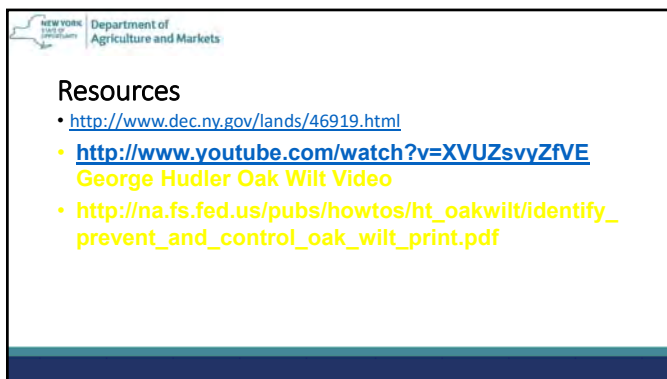 NEW YORK
STATE OF
OPPORTUNITY
Department of
Agriculture and Markets
Resources
• http://www.dec.ny.gov/lands/46919.html
• http://www.youtube.com/watch?v=XVUZsvyZfVE
George Hudler Oak Wilt Video
• http://na.fs.fed.us/pubs/howtos/ht_oakwilt/identify_
prevent_and_control_oak_wilt_print.pdf